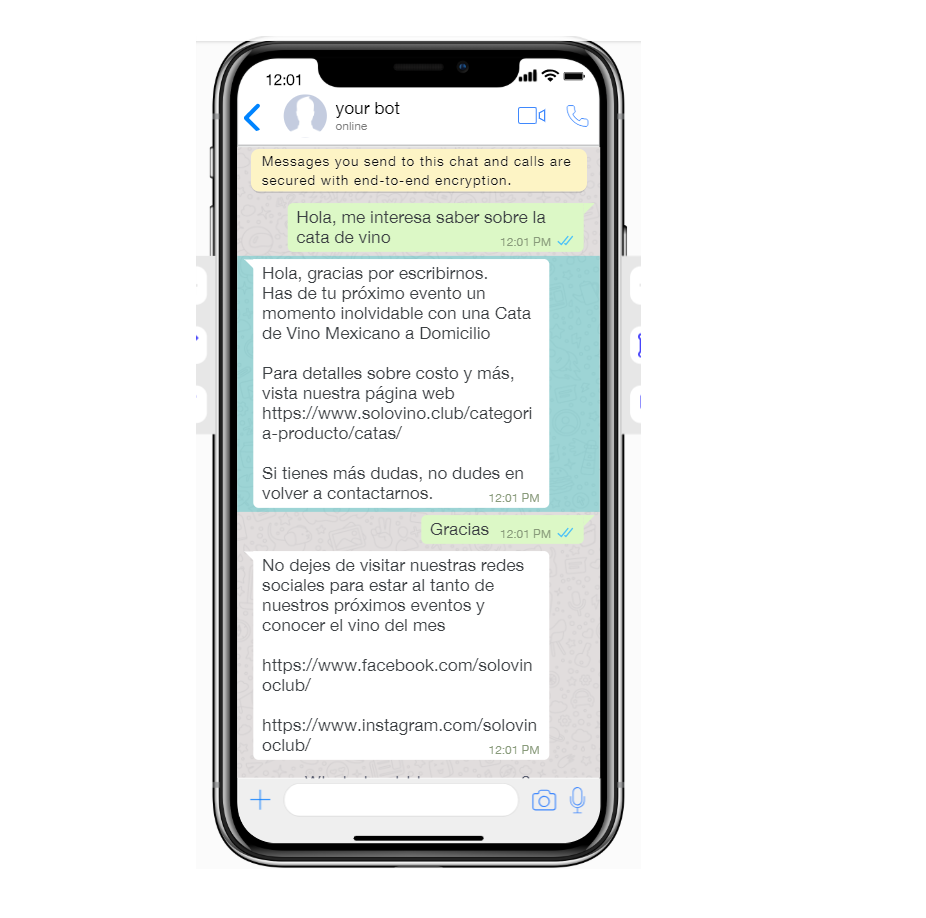 12:01
your bot
online
Messages you send to this chat and calls are
secured with end-to-end encryption.
Hola, me interesa saber sobre la
cata de vino
12:01 PM
Hola, gracias por escribirnos.
Has de tu próximo evento un
momento inolvidable con una Cata
de Vino Mexicano a Domicilio
Para detalles sobre costo y más,
vista nuestra página web
https://www.solovino.club/categori
a-producto/catas/
Si tienes más dudas, no dudes en
volver a contactarnos.
12:01 PM
Gracias
12:01 PM
No dejes de visitar nuestras redes
sociales para estar al tanto de
nuestros próximos eventos y
conocer el vino del mes
https://www.facebook.com/solovin
oclub/
https://www.instagram.com/solovin
oclub/
12:01 PM